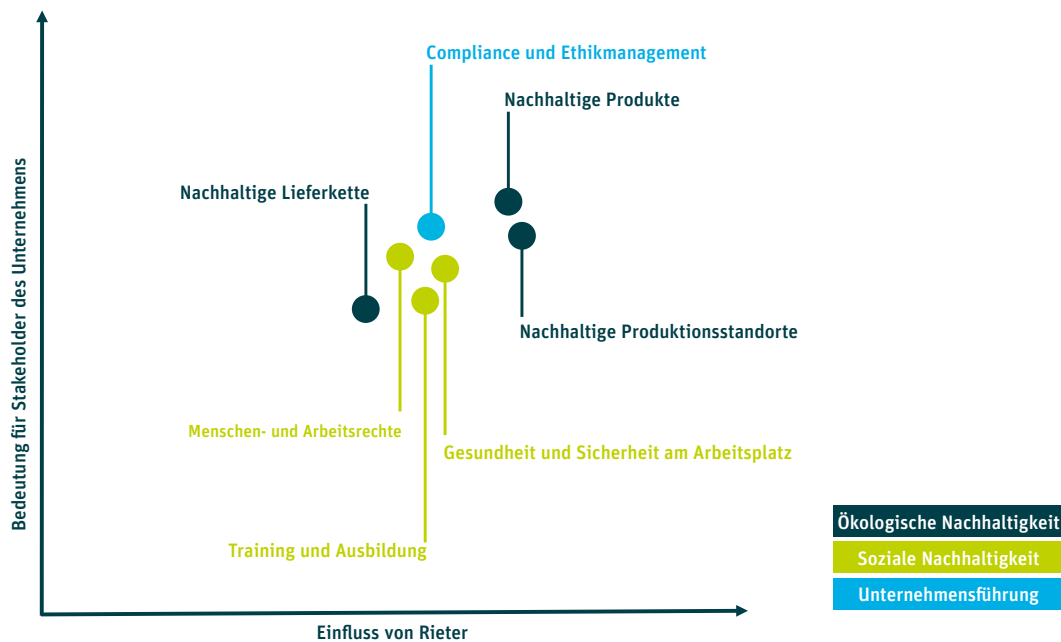 Compliance und Ethikmanagement
Nachhaltige Produkte
Nachhaltige Lieferkette
Bedeutung für Stakeholder des Unternehmens
Nachhaltige Produktionsstandorte
Menschen- und Arbeitsrechte
Gesundheit und Sicherheit am Arbeitsplatz
Training und Ausbildung
Ökologische Nachhaltigkeit
Soziale Nachhaltigkeit
Unternehmensführung
Einfluss von Rieter